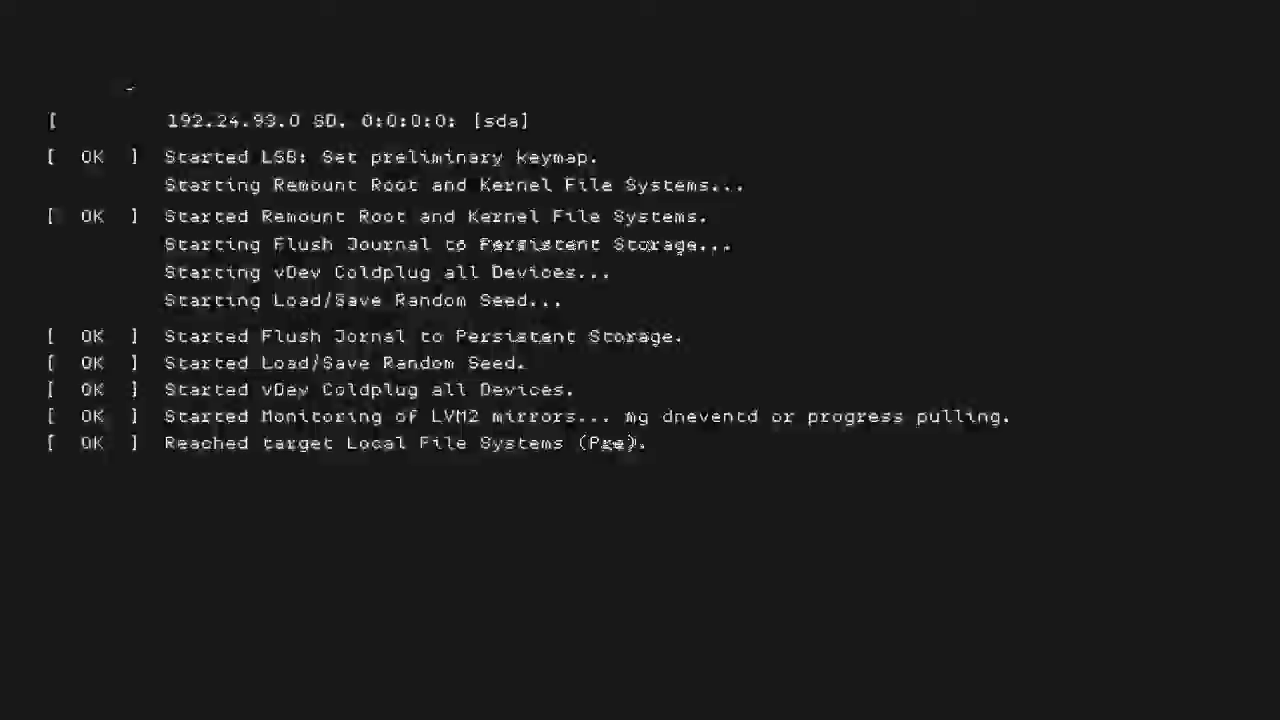 [ 192.24.93.0 SD. 0:0:0:0: [sda]
[ OK ] Started LSB: Set preliminary keymap.
Starting Remount Root and Kernel File Systems...
[ OK ] Started Remount Root and Kernel File Systems.
Starting Flush Journal to Persistent Storage...
Starting vDev Coldplug all Devices...
Starting Load/Save Random Seed...
[ OK ] Started Flush Jornal to Persistent Storage.
[ OK ] Started Load/Save Random Seed.
[ OK ] Started vDev Coldplug all Devices.
[ OK ] Started Monitoring of LVM2 mirrors... mg dneventd or progress pulling.
[ OK ] Reached target Local File Systems (Pre).